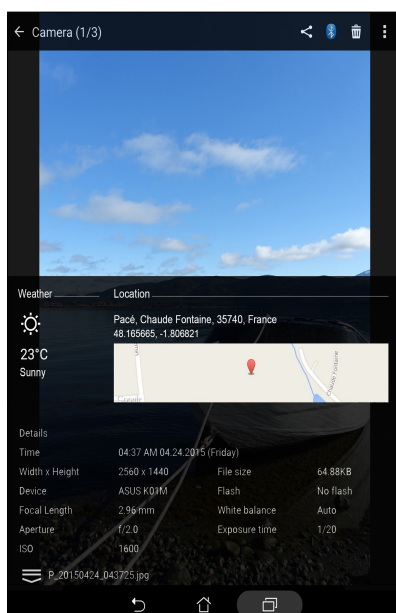 Camera (1/3)
Weather
Location
Pacé, Chaude Fontaine, 35740, France
48.165665, -1.806821
23°C
Sunny
Chaude Fontaine
Google
Details
Time 04:37 AM 04.24.2015 (Friday)
Width x Height 2560 x 1440 File size 64.88KB
Device ASUS K01M Flash No flash
Focal Length 2.96 mm White balance Auto
Aperture f/2.0 Exposure time 1/20
ISO 1600
P_20150424_043725.jpg